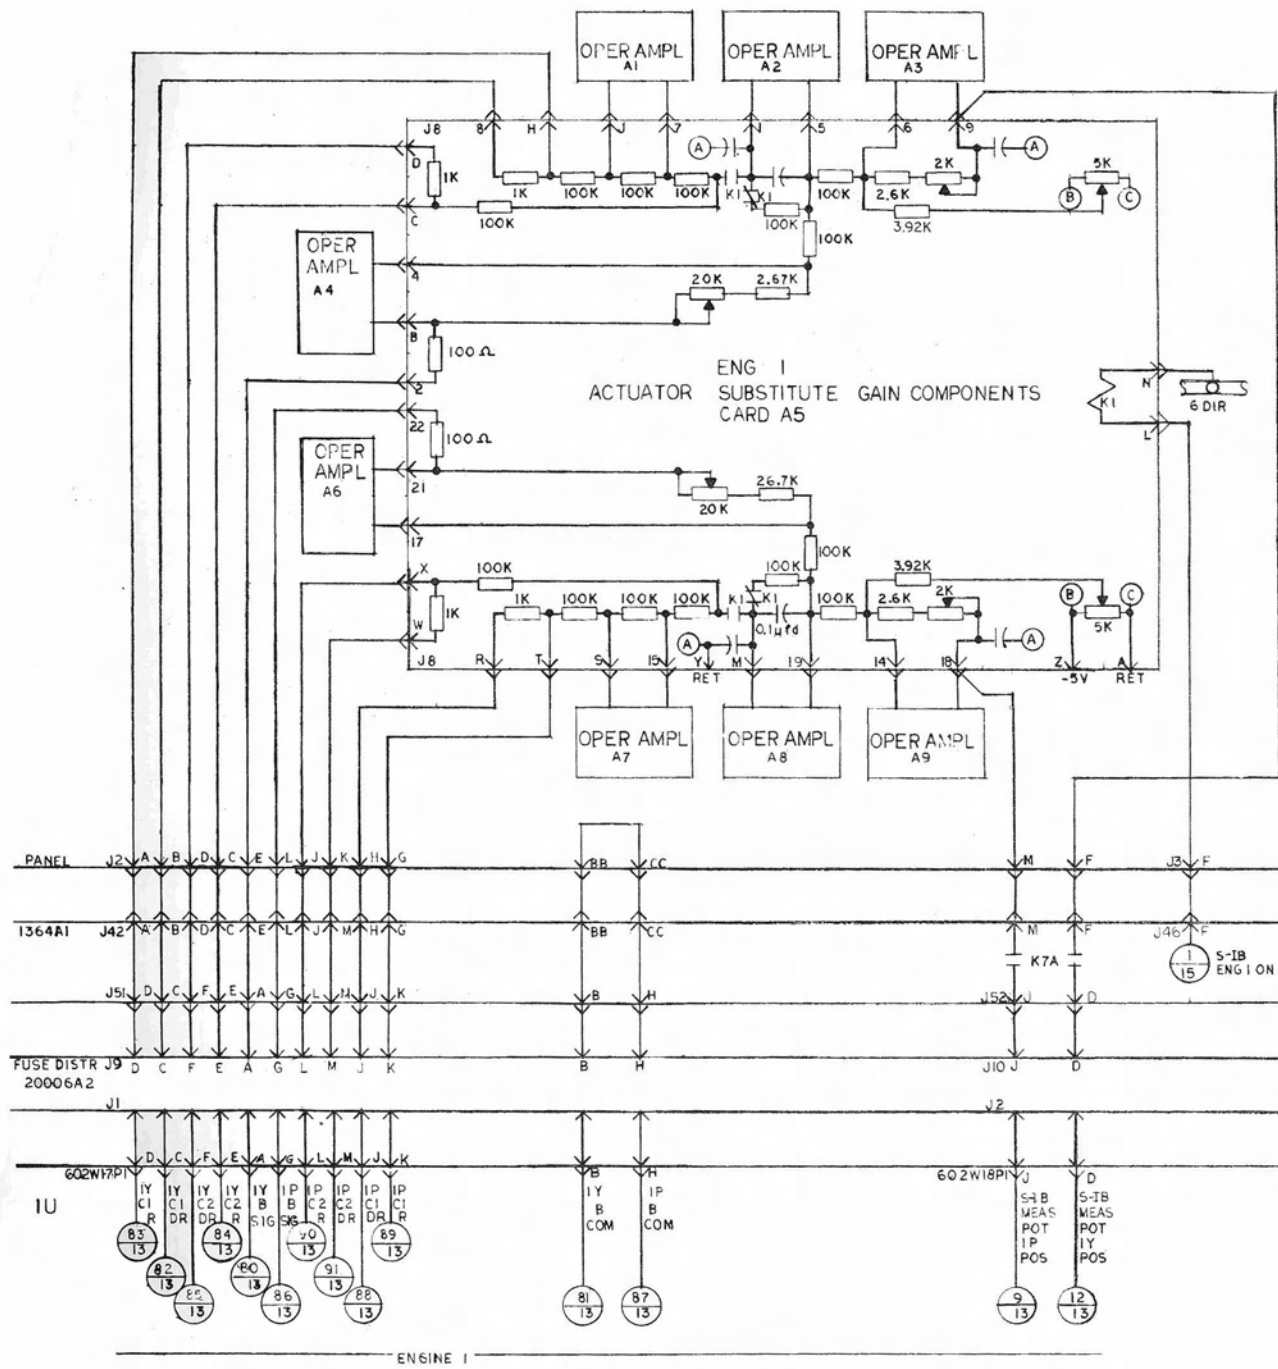 OPER AMPL
A1
OPER AMPL
A2
OPER AMPL
A3
J8 8 H J 7 1 5 6 9
A A
D
1K
1K 100K 100K 100K K1 K1 100K 2.6K 2K 5K
B C
C
100K
100K
3.92K
100K
OPER
AMPL
A4
4
20K 2.67K
B
100Ω
2
ENG 1
ACTUATOR SUBSTITUTE GAIN COMPONENTS
CARD A5
N
K1
6 DIR
L
22
100Ω
OPER
AMPL
A6
21
26.7K
20K
17
100K
X
100K
100K
3.92K
1K
W
1K 100K 100K 100K K1 K1 0.1µfd 100K 2.6K 2K
B C
5K
A A
J8 R T S 15 Y M 19 14 18 Z A
RET -5V RET
OPER AMPL
A7
OPER AMPL
A8
OPER AMPL
A9
PANEL J2 A B D C E L J K H G BB CC M F J3 F
1364A1 J42 A B D C E L J M H G BB CC M F J46 F
K7A
1
15
S-IB
ENG 1 ON
J51 D C F E A G L M J K B H J52 J D
FUSE DISTR J9 D C F E A G L M J K B H J10 J D
20006A2
J1 J2
602W17P1 D C F E A G L M J K B H 602W18P1 J D
IU
1Y
C1
R
1Y
C1
DR
1Y
C2
DR
1Y
C2
R
1Y
B
SIG
1P
B
SIG
1P
C2
R
1P
C2
DR
1P
C1
DR
1P
C1
R
1Y
B
COM
1P
B
COM
S-IB
MEAS
POT
1P
POS
S-IB
MEAS
POT
1Y
POS
83
13
82
13
85
13
84
13
80
13
86
13
90
13
91
13
88
13
89
13
81
13
87
13
9
13
12
13
ENGINE 1